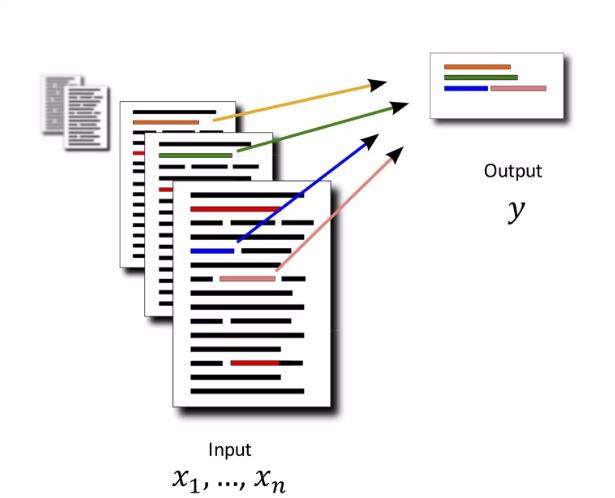 Output
y
Input
x₁, …, xₙ